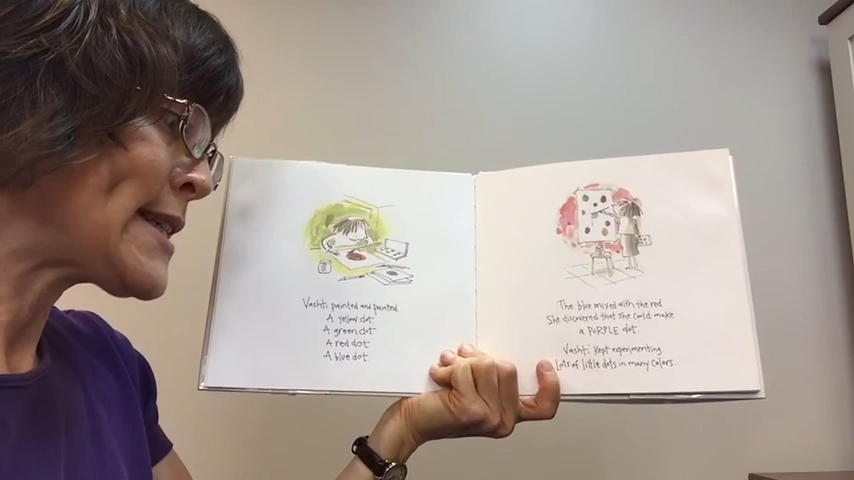 Vashti painted and painted
A yellow dot
A green dot
A red dot
A blue dot
The blue mixed with the red
She discovered that she could make
a PURPLE dot
Vashti kept experimenting
Lots of little dots in many colors.